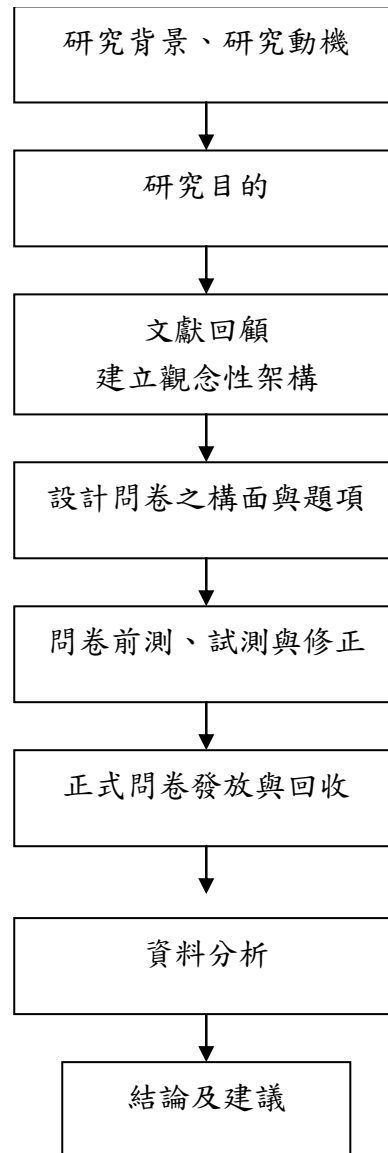 研究背景、研究動機
研究目的
文獻回顧
建立觀念性架構
設計問卷之構面與題項
問卷前測、試測與修正
正式問卷發放與回收
資料分析
結論及建議